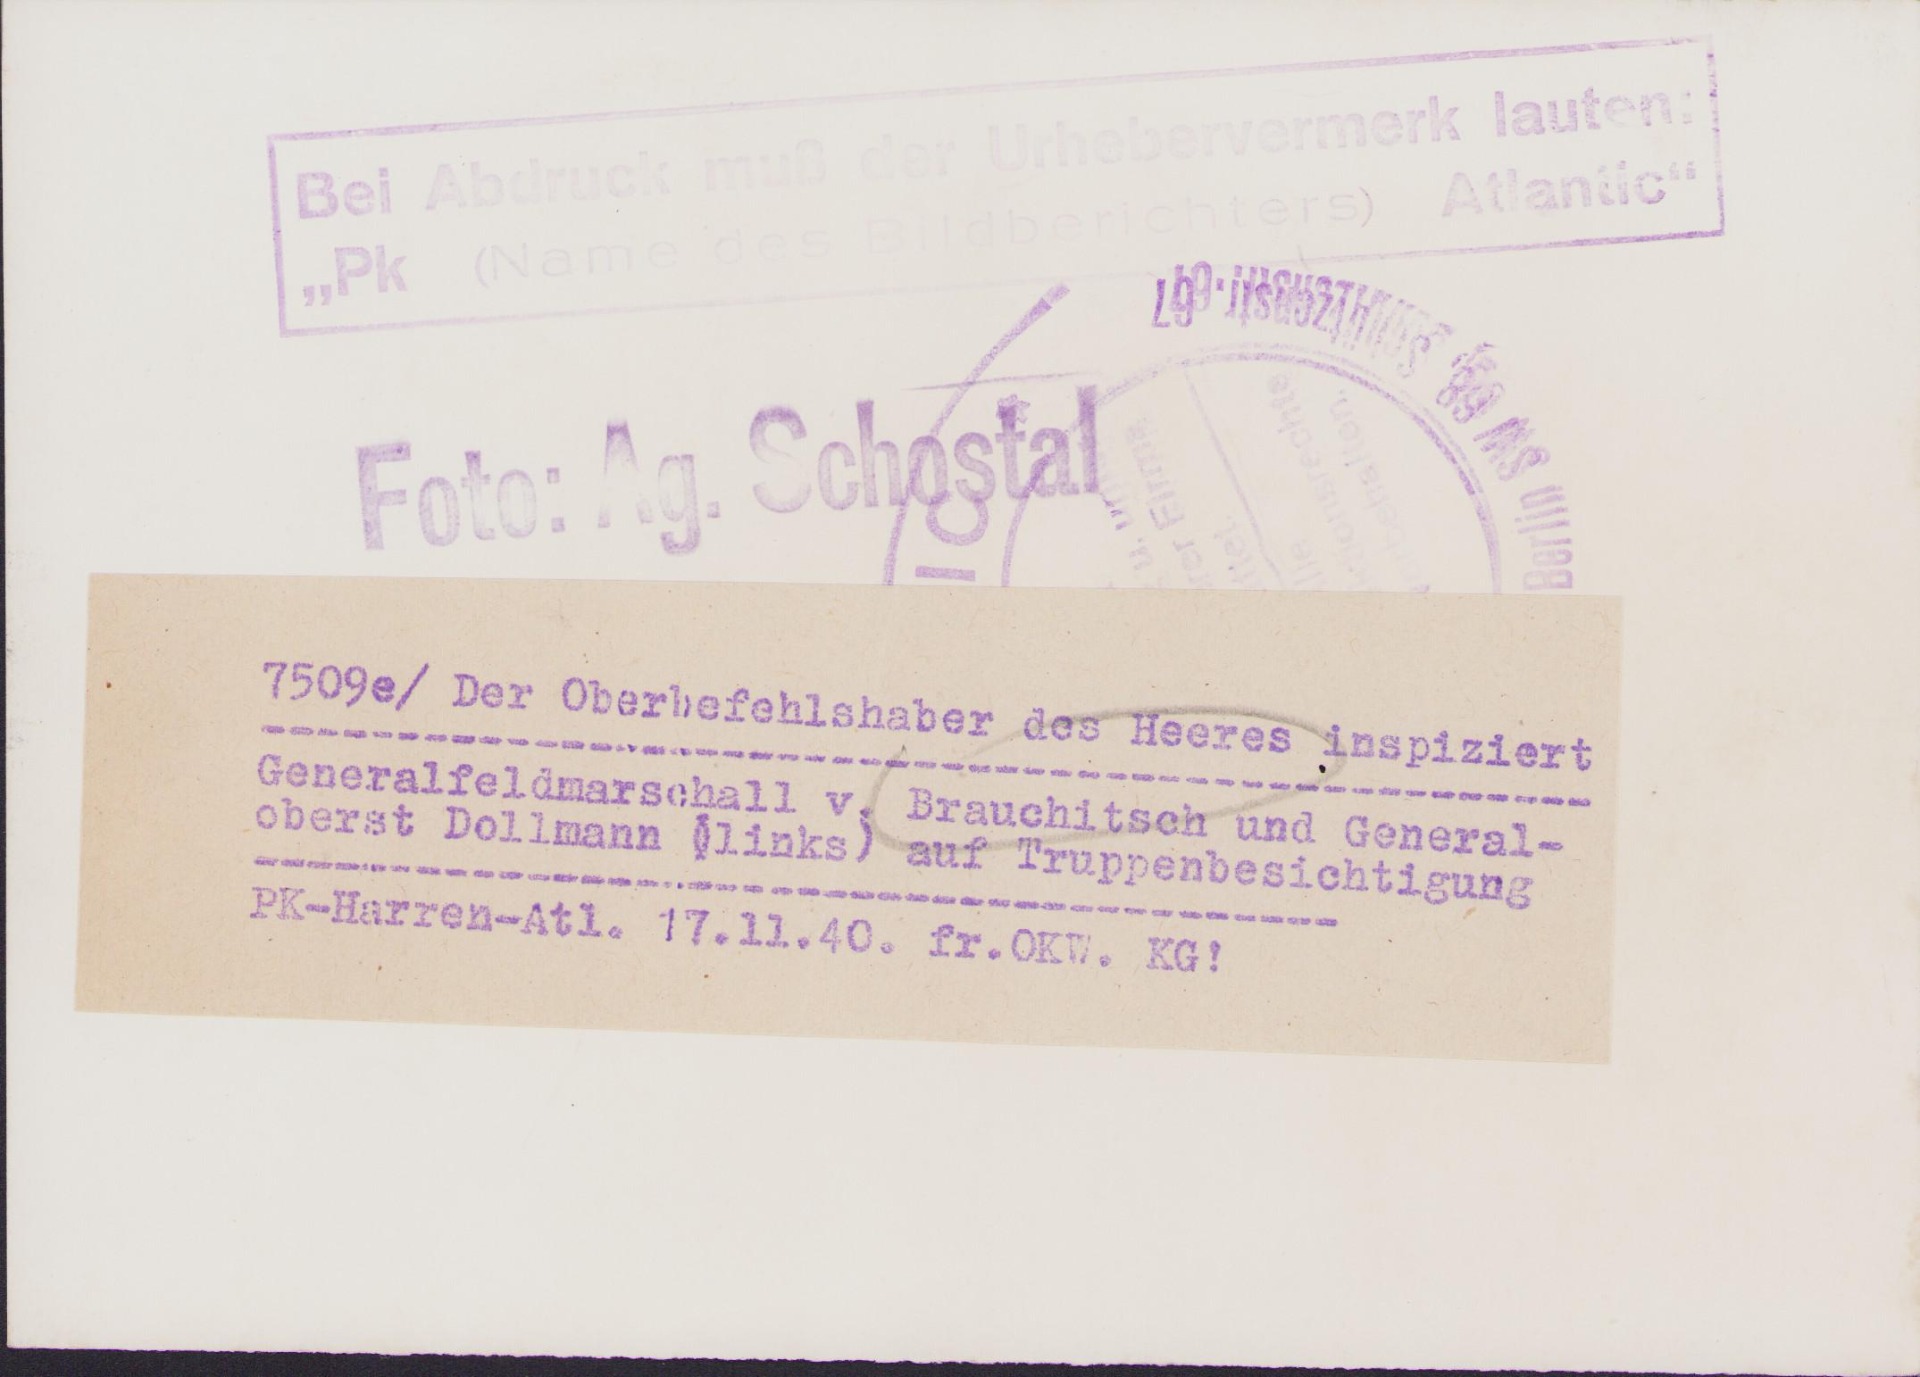 Bei Abdruck muß der Urhebervermerk lauten:
„Pk (Name des Bildberichters) Atlantic“
Berlin SW 68,
Foto: Ag. Schostal
7509e/ Der Oberbefehlshaber des Heeres inspiziert
Generalfeldmarschall v. Brauchitsch und General-
oberst Dollmann (links) auf Truppenbesichtigung
PK-Harren-Atl. 17.11.40. fr.OKW. KG!